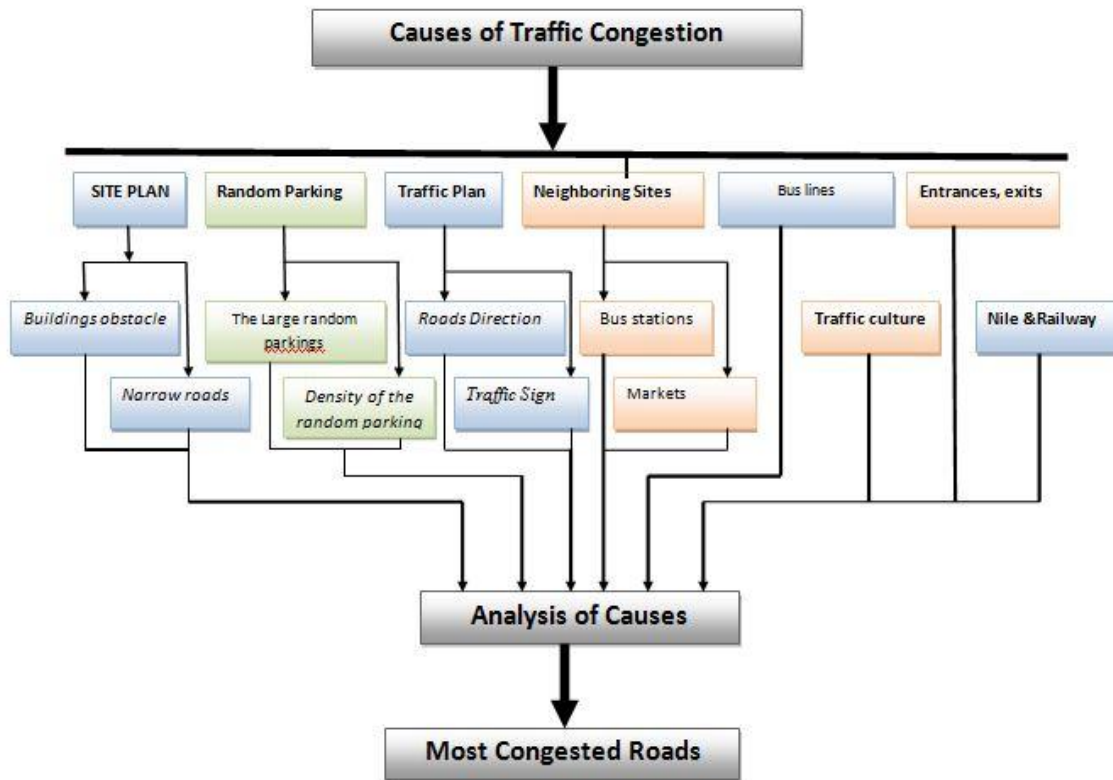 Causes of Traffic Congestion
SITE PLAN
Random Parking
Traffic Plan
Neighboring Sites
Bus lines
Entrances, exits
Buildings obstacle
The Large random
parkings
Roads Direction
Bus stations
Traffic culture
Nile &Railway
Narrow roads
Density of the
random parking
Traffic Sign
Markets
Analysis of Causes
Most Congested Roads